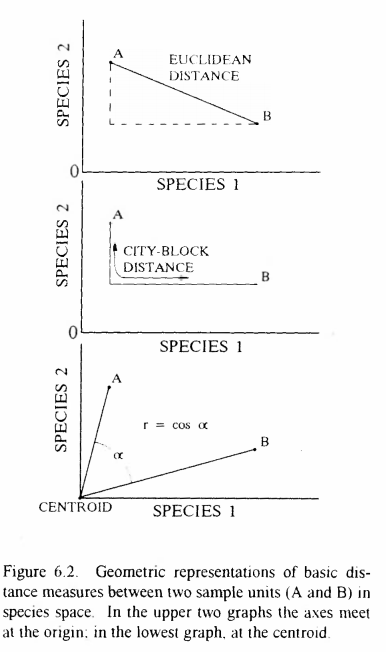 A
EUCLIDEAN
DISTANCE
B
SPECIES 2
0
SPECIES 1
A
CITY-BLOCK
DISTANCE
B
SPECIES 2
0
SPECIES 1
A
r = cos α
B
α
SPECIES 2
CENTROID
SPECIES 1
Figure 6.2. Geometric representations of basic dis-
tance measures between two sample units (A and B) in
species space. In the upper two graphs the axes meet
at the origin; in the lowest graph, at the centroid.